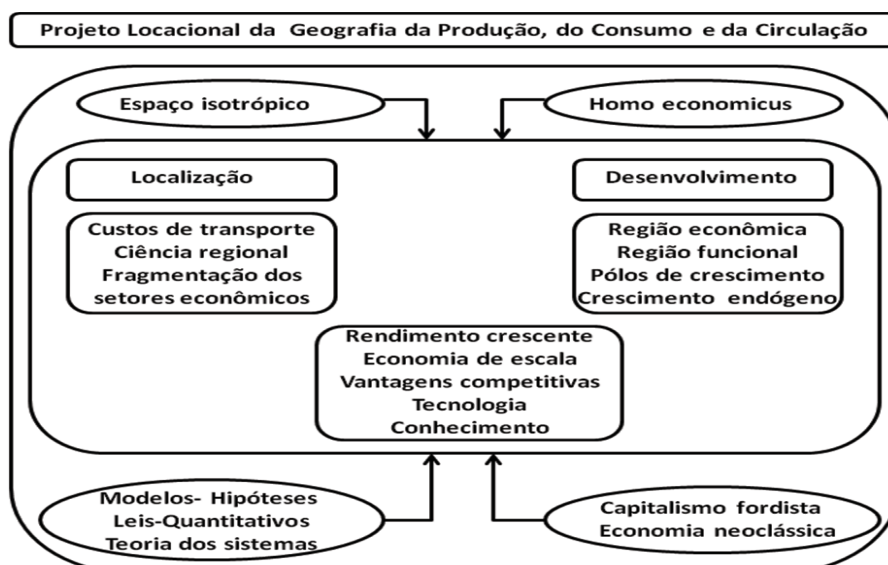 Projeto Locacional da Geografia da Produção, do Consumo e da Circulação
Espaço isotrópico
Homo economicus
Localização
Desenvolvimento
Custos de transporte
Ciência regional
Fragmentação dos
setores econômicos
Região econômica
Região funcional
Pólos de crescimento
Crescimento endógeno
Rendimento crescente
Economia de escala
Vantagens competitivas
Tecnologia
Conhecimento
Modelos- Hipóteses
Leis-Quantitativos
Teoria dos sistemas
Capitalismo fordista
Economia neoclássica